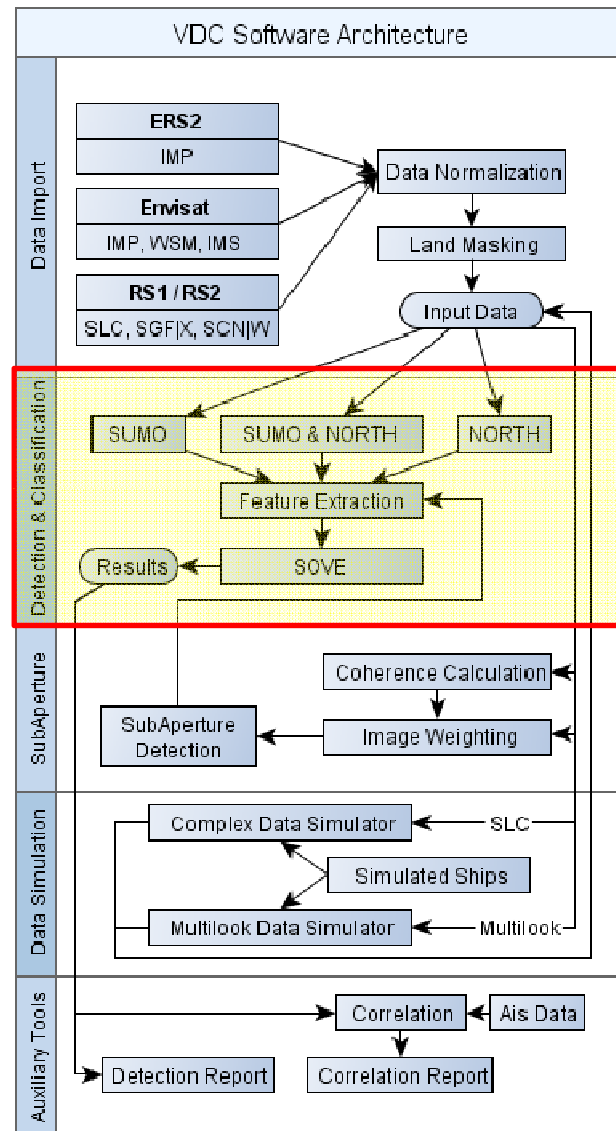 VDC Software Architecture
Data Import
ERS2
IMP
Envisat
IMP, WSM, IMS
RS1 / RS2
SLC, SGF|X, SCN|W
Data Normalization
Land Masking
Input Data
Detection & Classification
SUMO
SUMO & NORTH
NORTH
Feature Extraction
Results
SOVE
SubAperture
Coherence Calculation
SubAperture
Detection
Image Weighting
Data Simulation
Complex Data Simulator
SLC
Simulated Ships
Multilook Data Simulator
Multilook
Auxiliary Tools
Correlation
Ais Data
Detection Report
Correlation Report